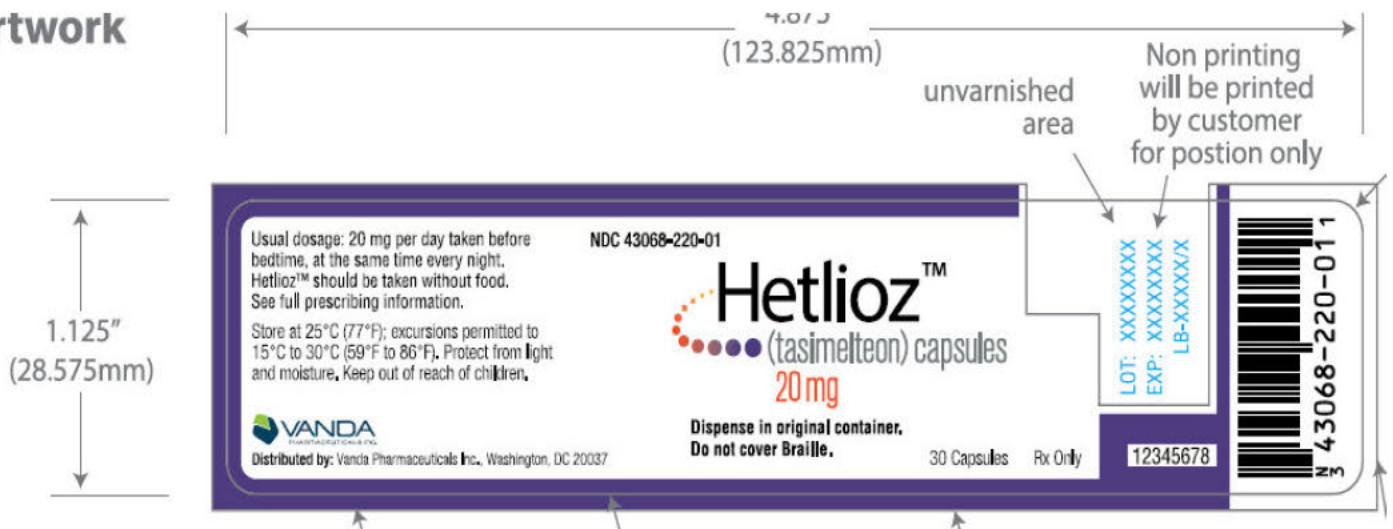 rtwork
4.875"
(123.825mm)
unvarnished
area
Non printing
will be printed
by customer
for postion only
1.125"
(28.575mm)
Usual dosage: 20 mg per day taken before
bedtime, at the same time every night.
Hetlioz™ should be taken without food.
See full prescribing information.
Store at 25°C (77°F); excursions permitted to
15°C to 30°C (59°F to 86°F). Protect from light
and moisture. Keep out of reach of children.
VANDA
PHARMACEUTICALS INC.
Distributed by: Vanda Pharmaceuticals Inc., Washington, DC 20037
NDC 43068-220-01
Hetlioz™
(tasimelteon) capsules
20 mg
Dispense in original container.
Do not cover Braille.
30 Capsules Rx Only
LOT: XXXXXXXX
EXP: XXXXXXXX
LB-XXXXX/X
12345678
N
3 43068-220-01 1